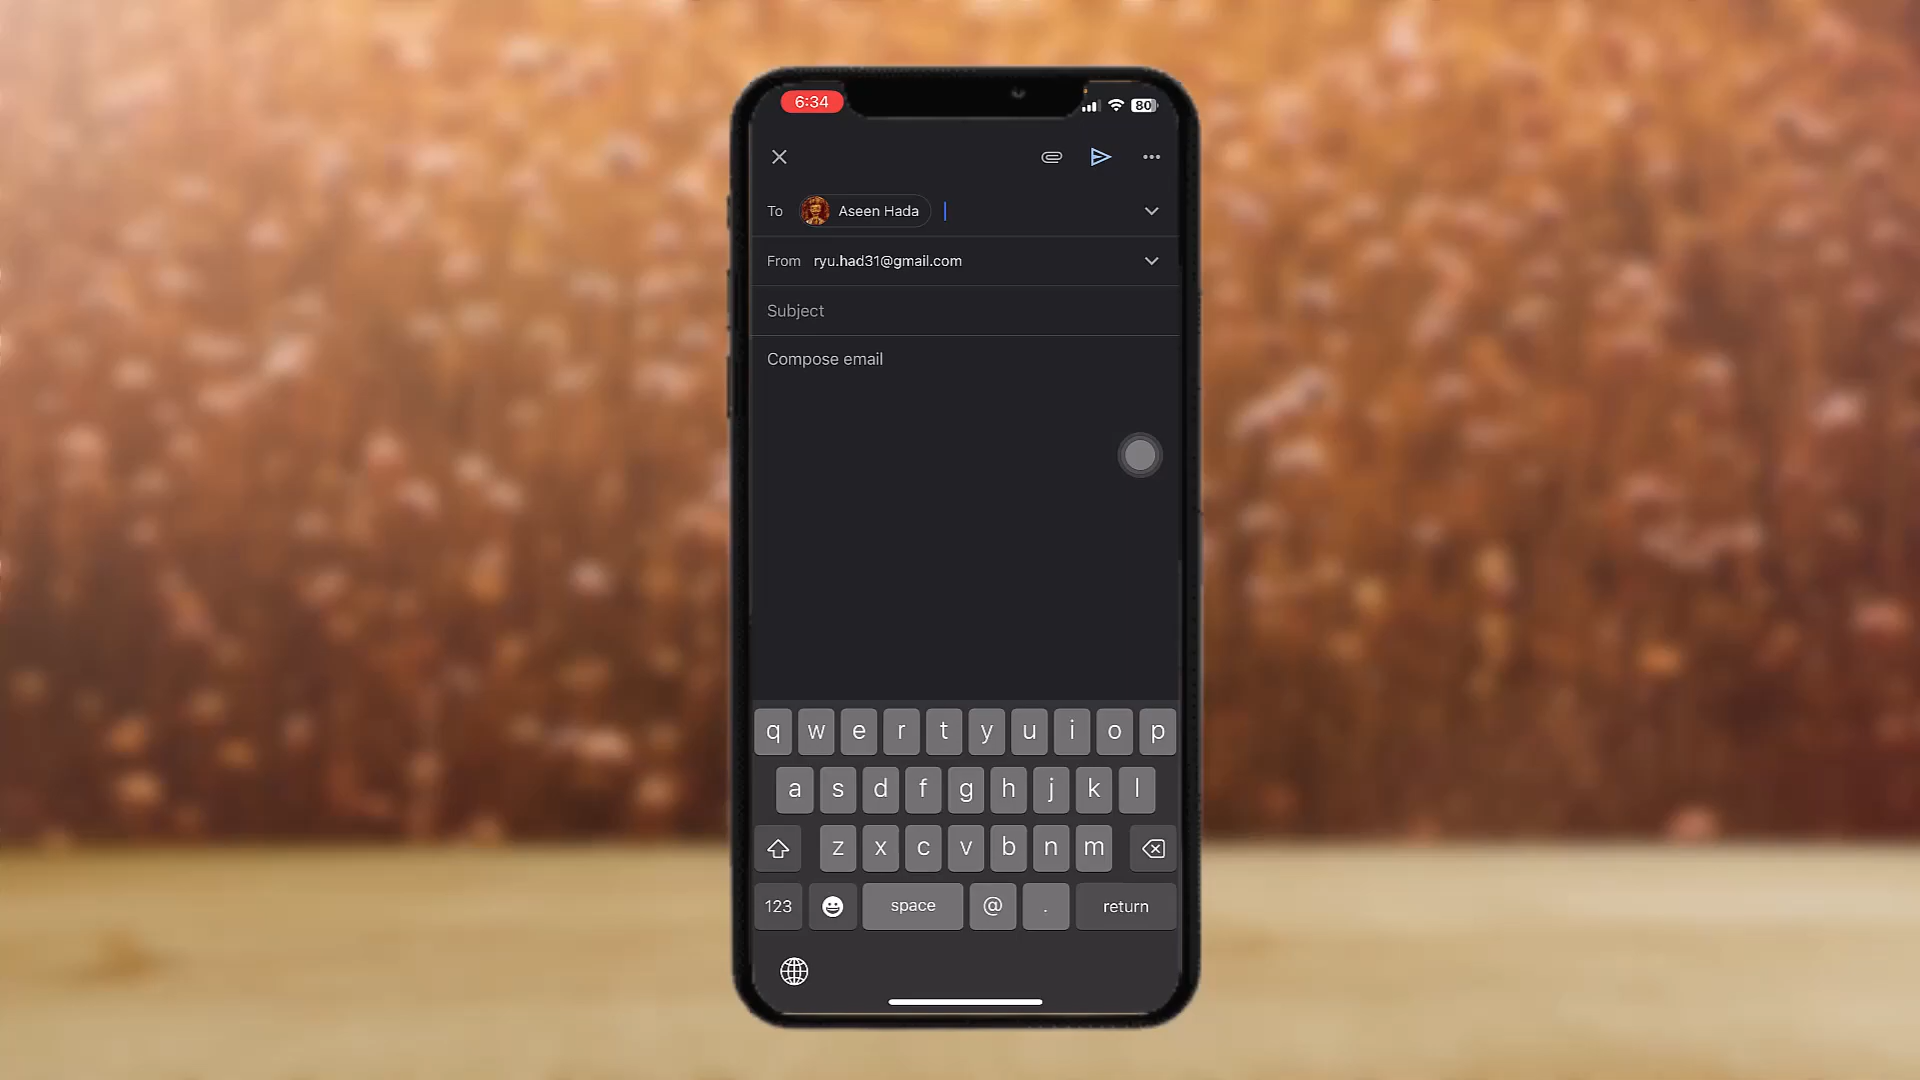 6:34
80
To Aseen Hada
From ryu.had31@gmail.com
Subject
Compose email
q w e r t y u i o p
a s d f g h j k l
z x c v b n m
123 space @ . return